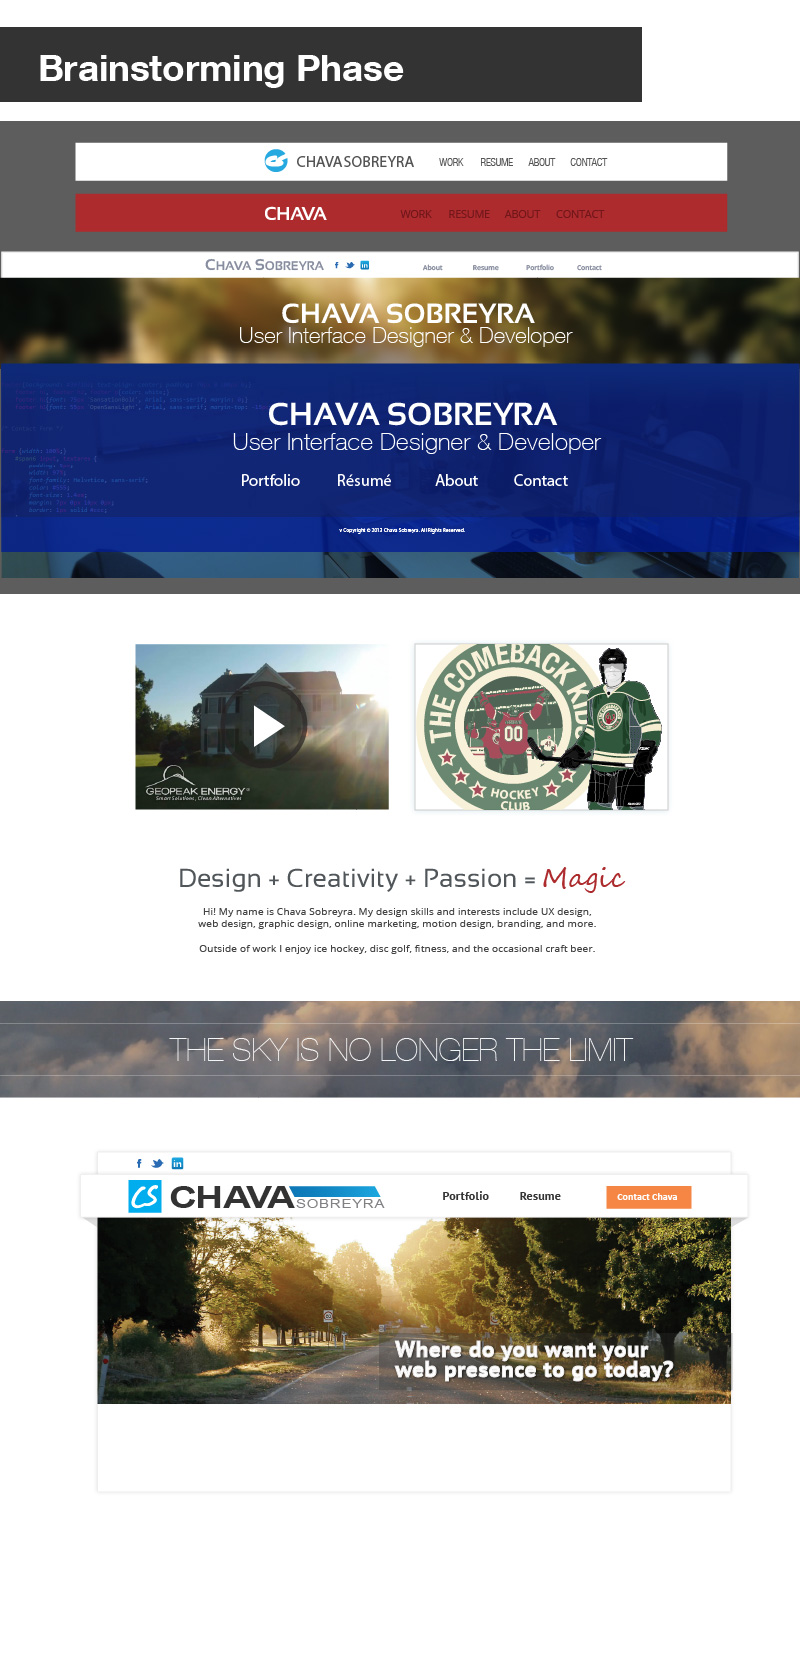 Brainstorming Phase
CHAVA SOBREYRA WORK RESUME ABOUT CONTACT
CHAVA WORK RESUME ABOUT CONTACT
CHAVA SOBREYRA f in About Resume Portfolio Contact
CHAVA SOBREYRA
User Interface Designer & Developer
CHAVA SOBREYRA
User Interface Designer & Developer
Portfolio Résumé About Contact
v Copyright © 2013 Chava Sobreyra. All Rights Reserved.
GEOPEAK ENERGY®
Smart Solutions, Clean Alternatives
THE COMEBACK KIDS
00
HOCKEY
CLUB
Design + Creativity + Passion = Magic
Hi! My name is Chava Sobreyra. My design skills and interests include UX design,
web design, graphic design, online marketing, motion design, branding, and more.
Outside of work I enjoy ice hockey, disc golf, fitness, and the occasional craft beer.
THE SKY IS NO LONGER THE LIMIT
f in
CS CHAVA SOBREYRA Portfolio Resume Contact Chava
Where do you want your
web presence to go today?